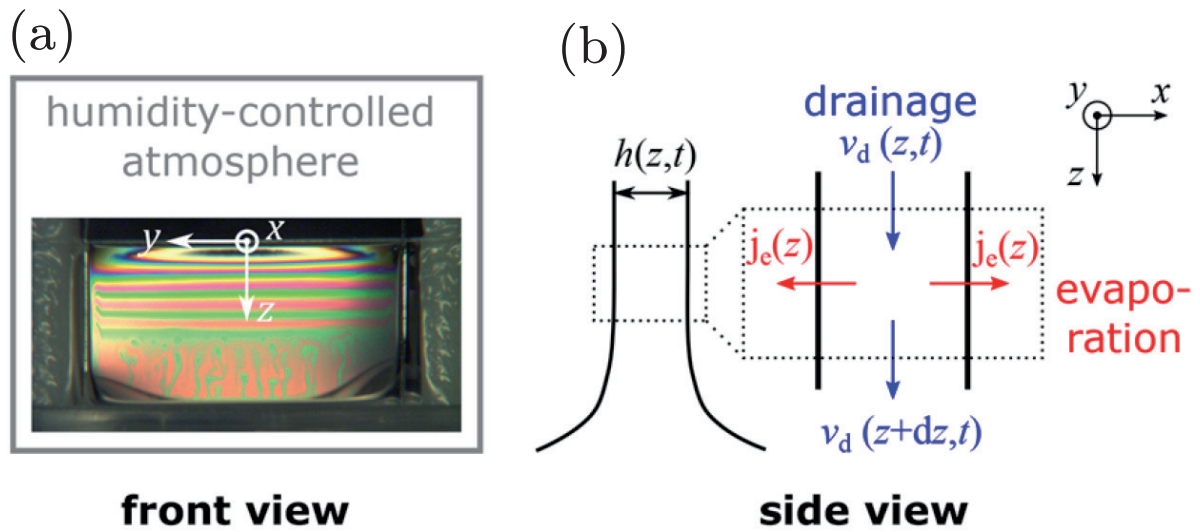 (a)
humidity-controlled
atmosphere
y x
z
front view
(b)
h(z,t)
drainage
v_d (z,t)
y x
z
j_e(z) j_e(z)
evapo-
ration
v_d (z+dz,t)
side view